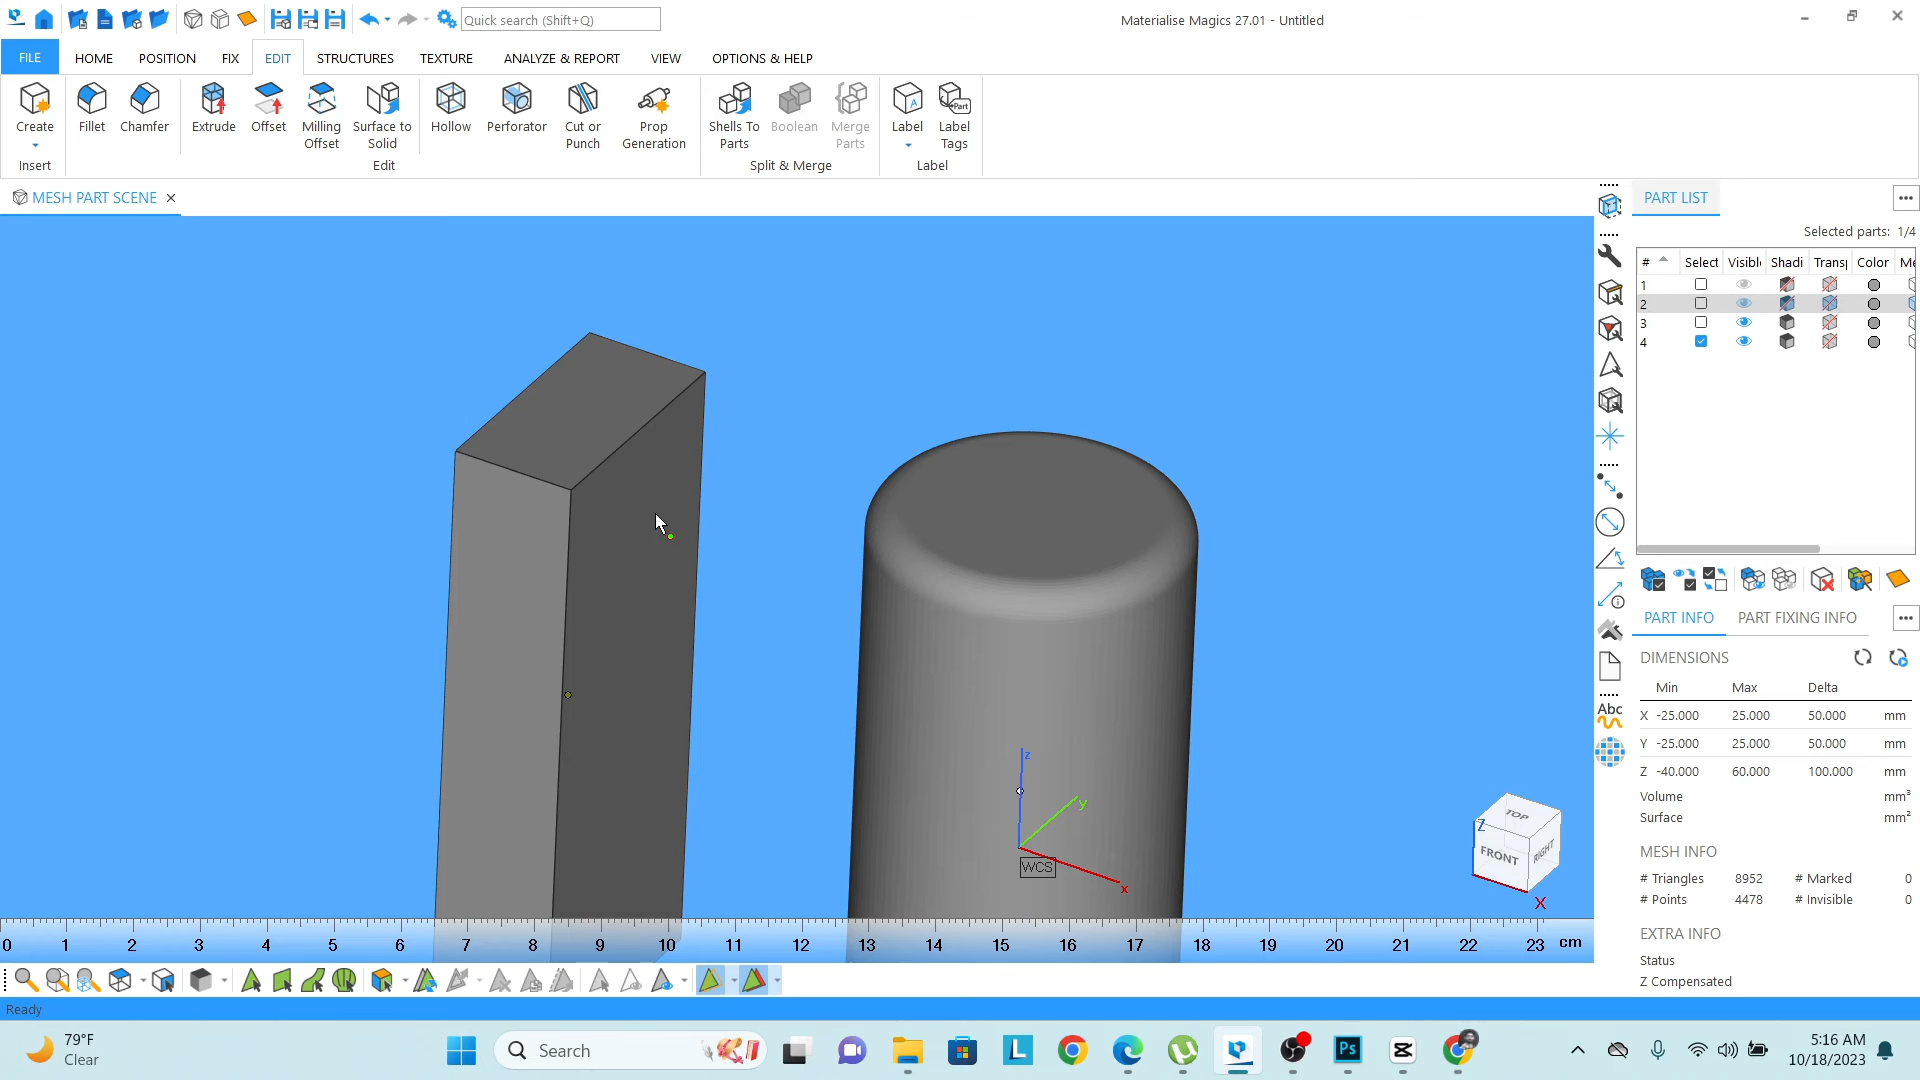 Quick search (Shift+Q)
Materialise Magics 27.01 - Untitled
FILE HOME POSITION FIX EDIT STRUCTURES TEXTURE ANALYZE & REPORT VIEW OPTIONS & HELP
Create Fillet Chamfer Extrude Offset Milling Offset Surface to Solid Hollow Perforator Cut or Punch Prop Generation Shells To Parts Boolean Merge Parts Label Label Tags
Insert Edit Split & Merge Label
MESH PART SCENE
PART LIST
Selected parts: 1/4
# Select Visibl Shadi Transp Color Me
1
2
3
4
A
Part
Abc
z
y
x
WCS
TOP
Z
FRONT RIGHT
X
PART INFO PART FIXING INFO
DIMENSIONS
Min Max Delta
X -25.000 25.000 50.000 mm
Y -25.000 25.000 50.000 mm
Z -40.000 60.000 100.000 mm
Volume mm³
Surface mm²
MESH INFO
# Triangles 8952 # Marked 0
# Points 4478 # Invisible 0
EXTRA INFO
Status
Z Compensated
0 1 2 3 4 5 6 7 8 9 10 11 12 13 14 15 16 17 18 19 20 21 22 23 cm
Ready
79°F
Clear
Search
L
Ps
5:16 AM
10/18/2023